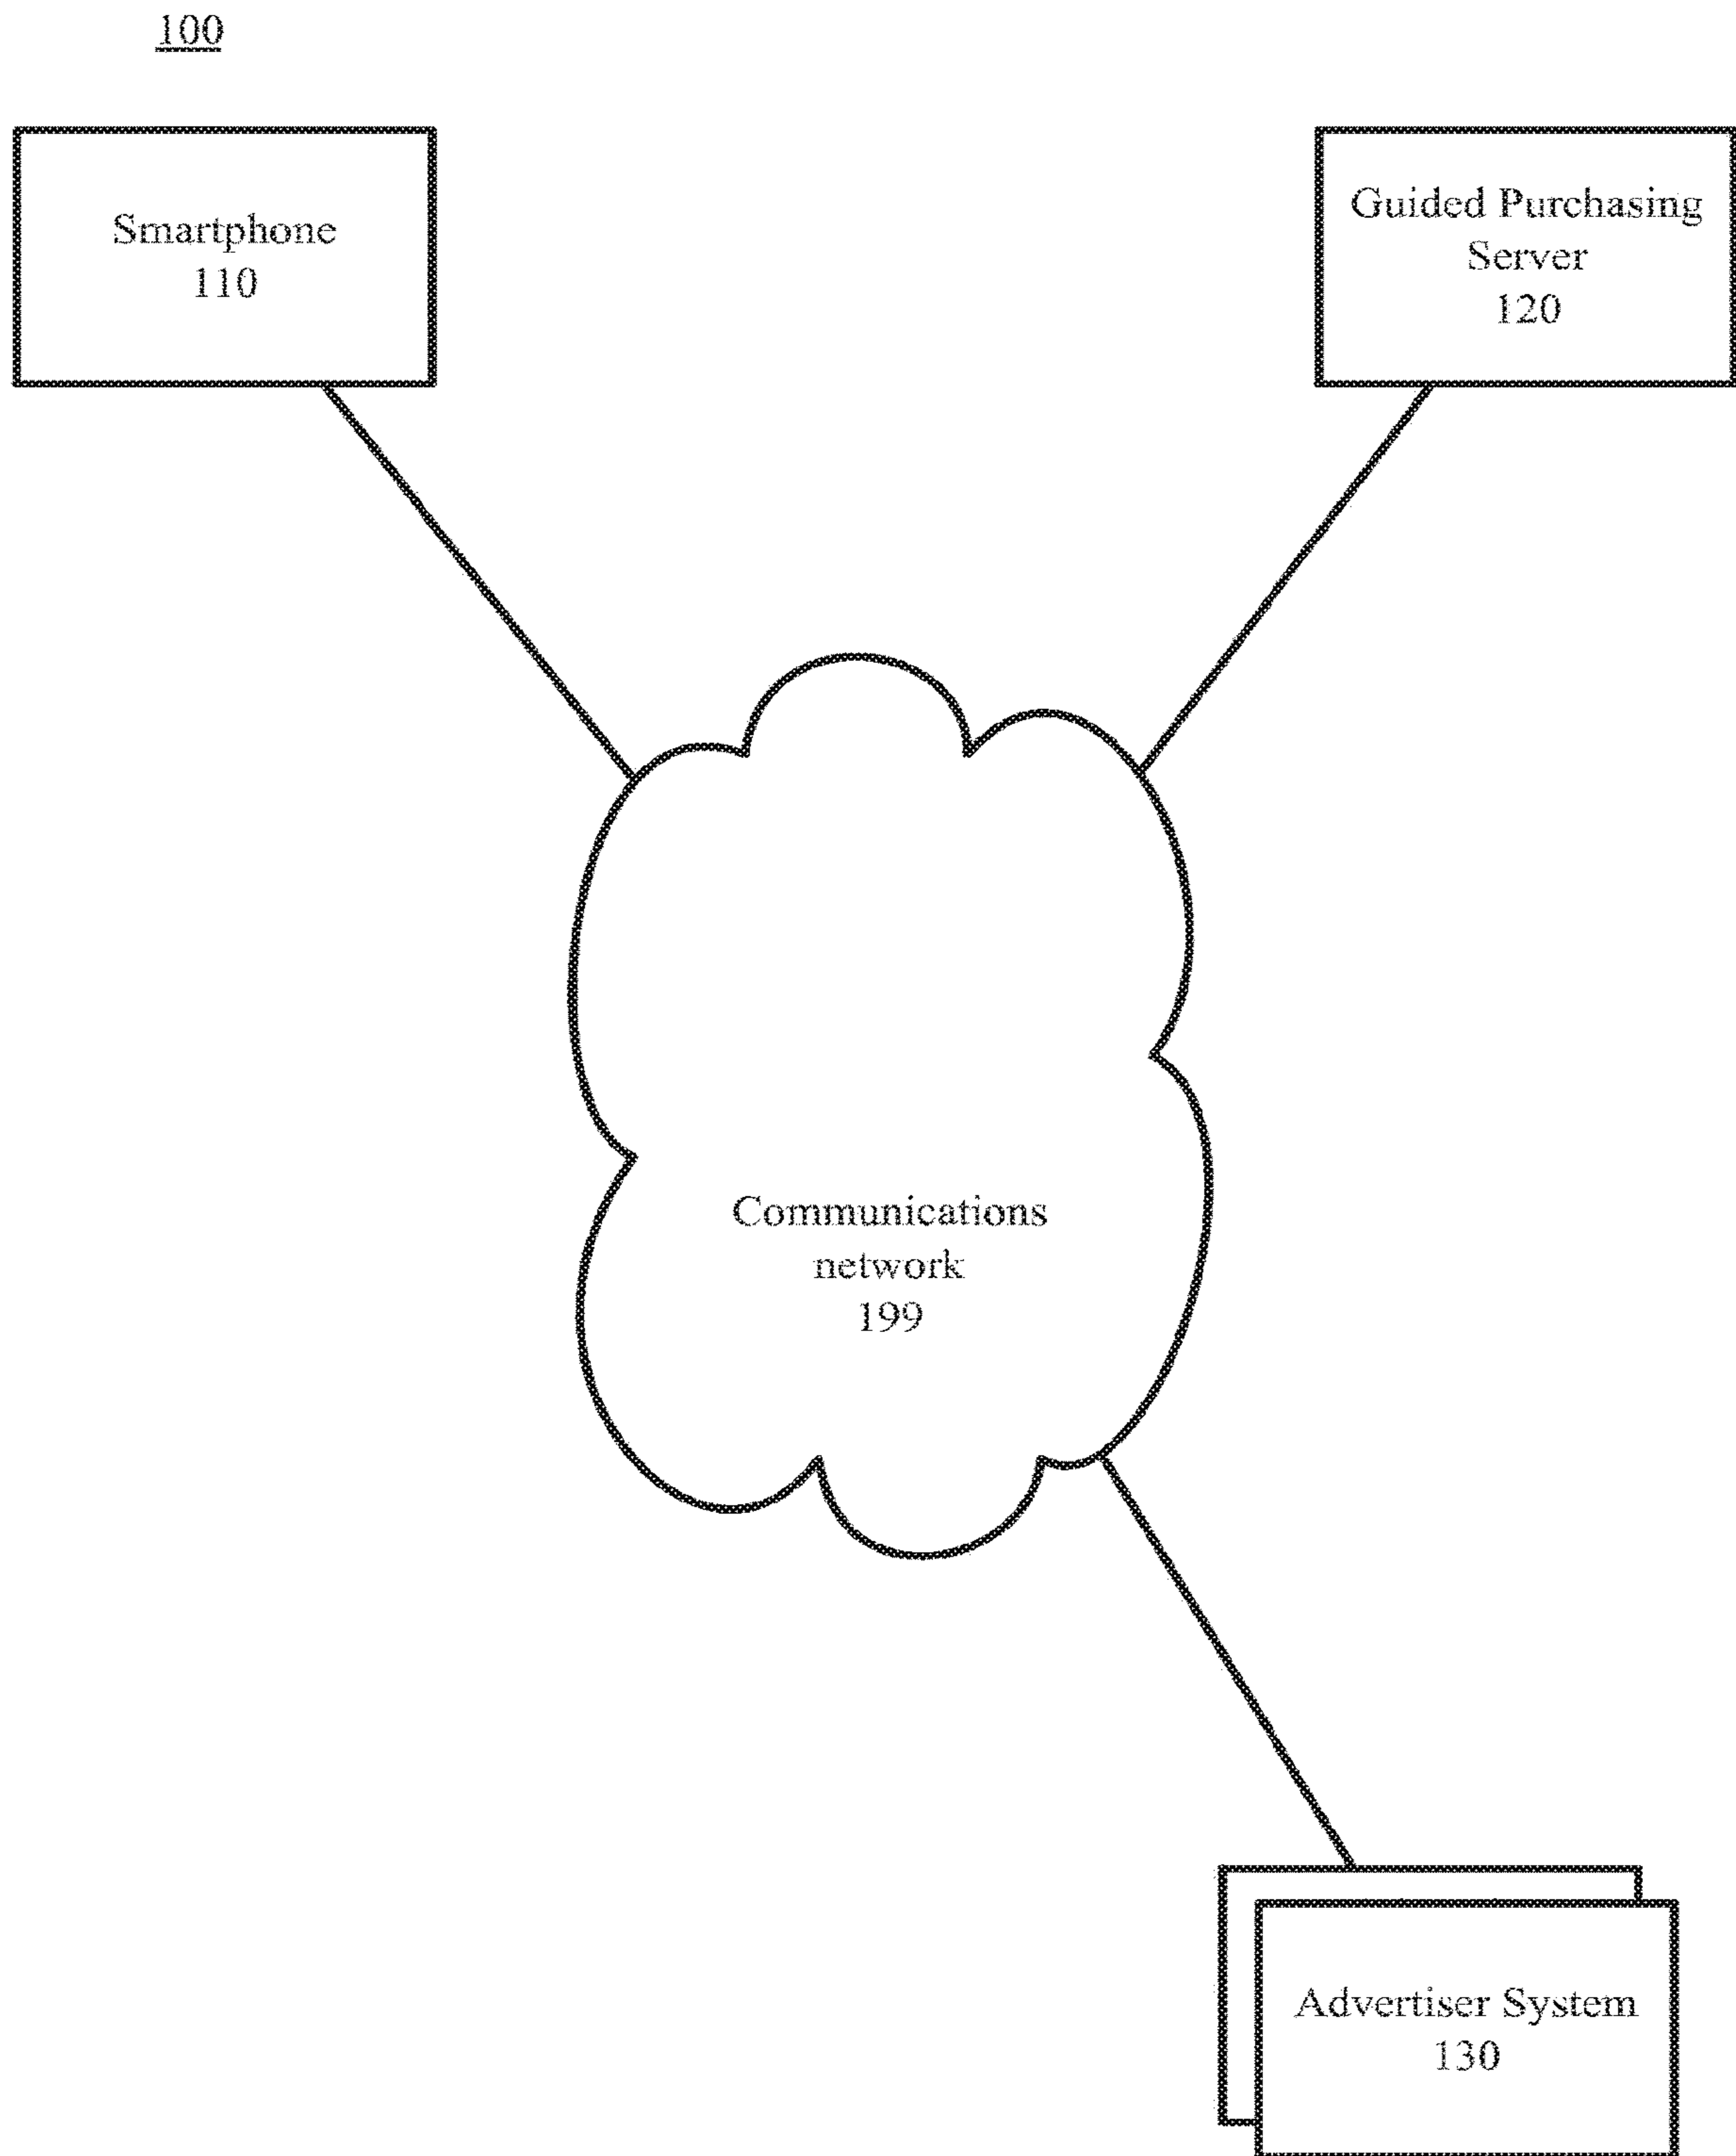 100
Smartphone
110
Guided Purchasing
Server
120
Communications
network
199
Advertiser System
130